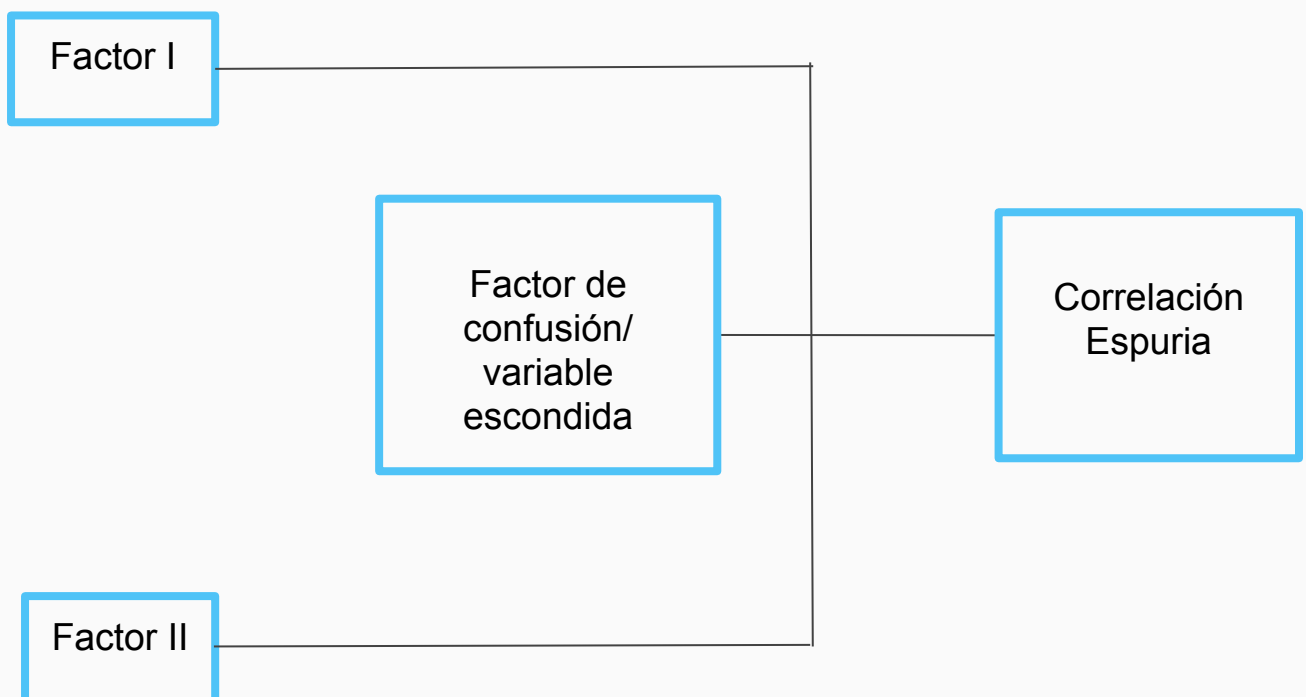 Factor I
Factor de
confusión/
variable
escondida
Correlación
Espuria
Factor II